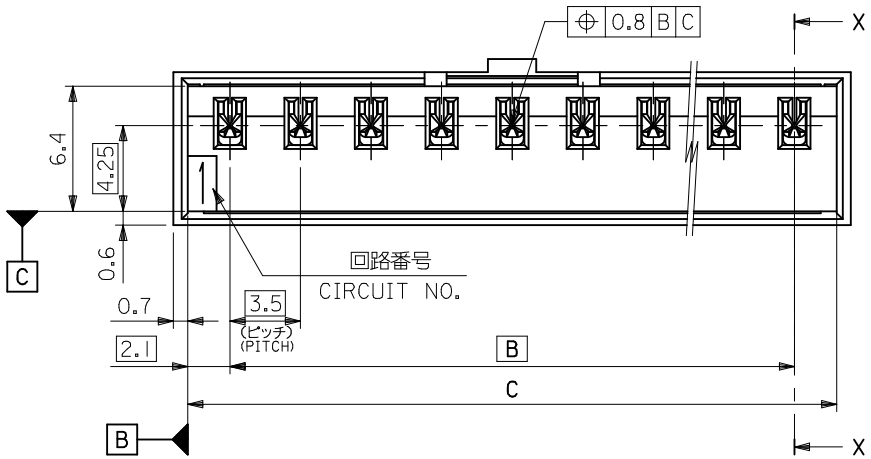 ⌖ 0.8 B C
X
6.4
4.25
1
C
0.6
回路番号
CIRCUIT NO.
0.7
3.5
(ピッチ)
(PITCH)
2.1
B
C
B
X